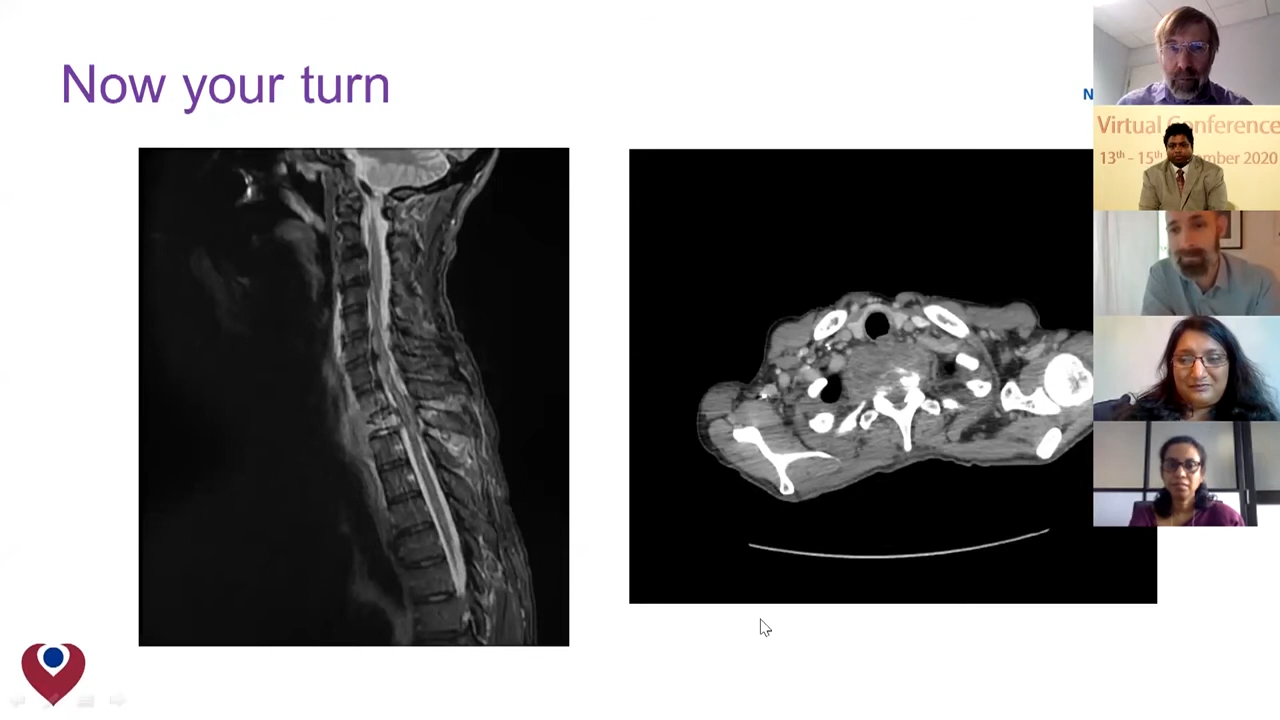 Now your turn
N
Virtual Conference
13th - 15th
mber 2020